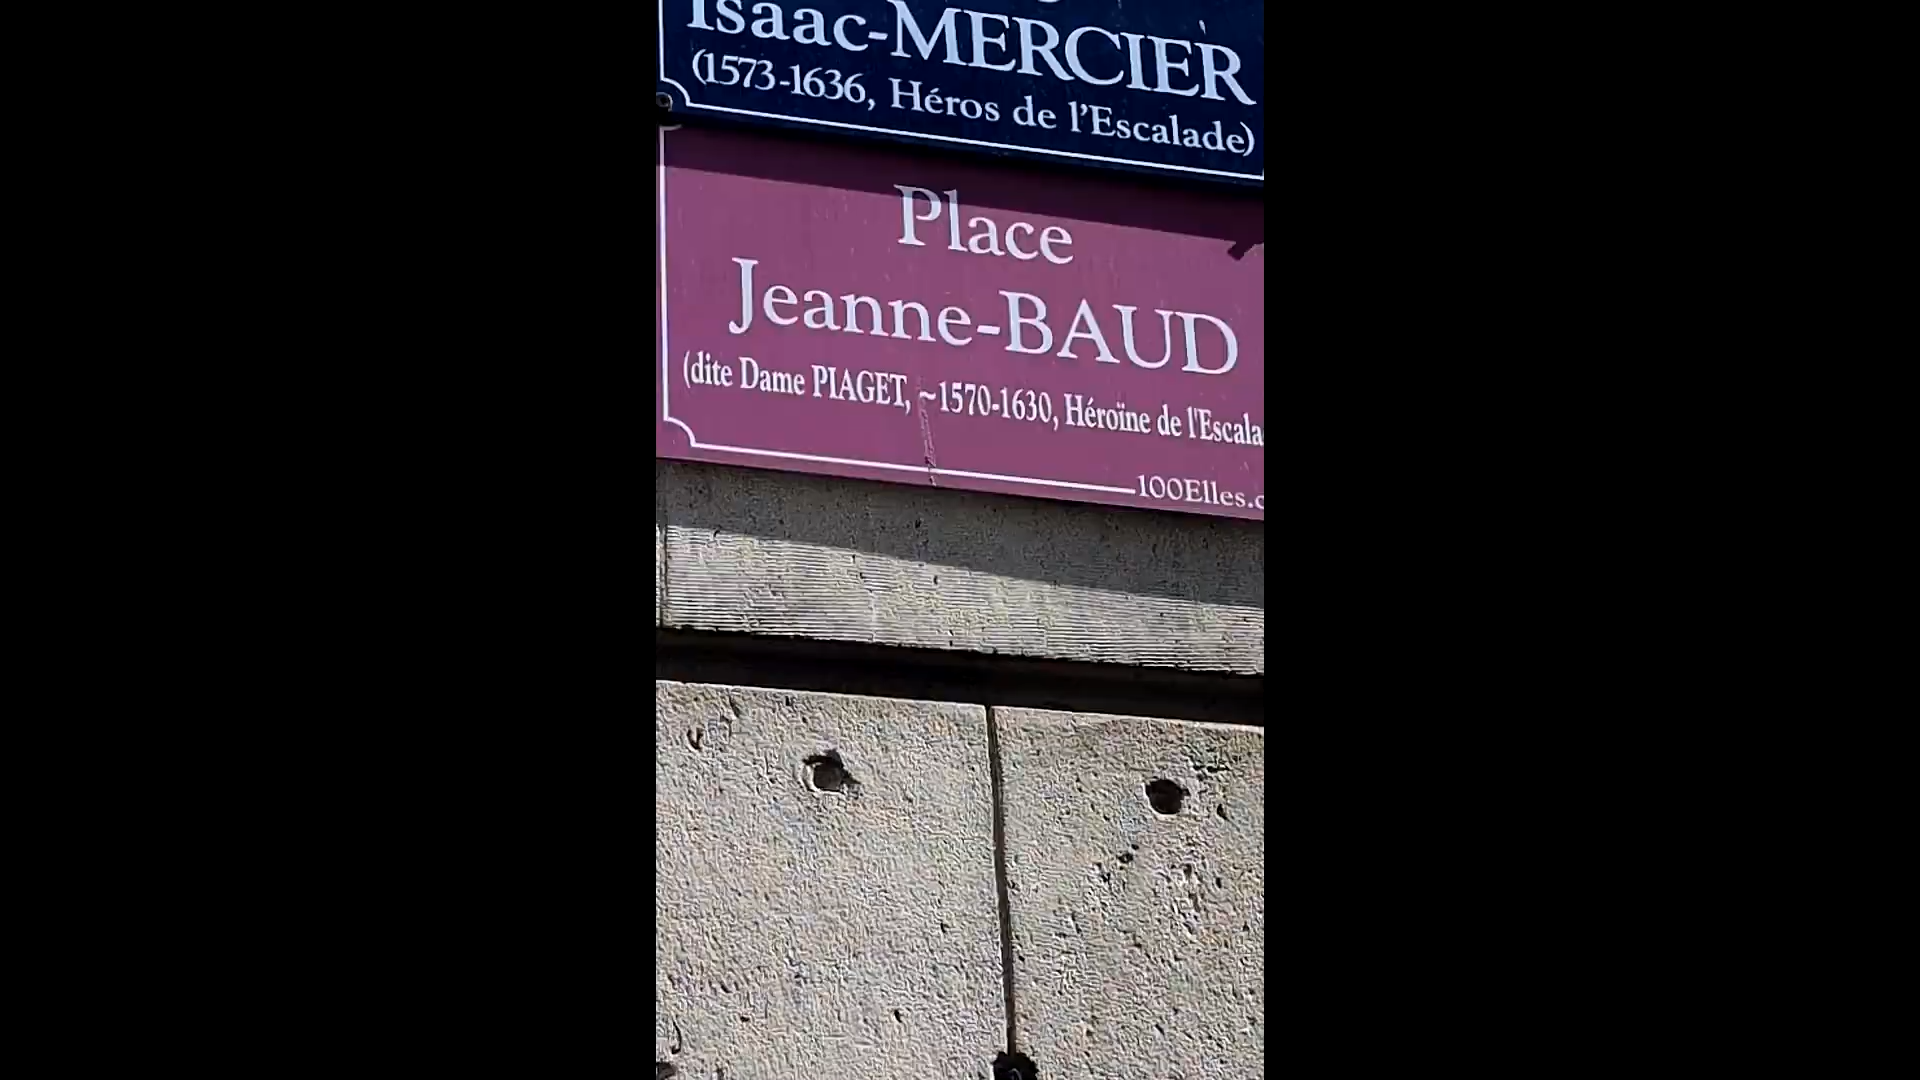 Isaac-MERCIER
(1573-1636, Héros de l'Escalade)
Place
Jeanne-BAUD
(dite Dame PIAGET, ~1570-1630, Héroïne de l'Escala
100Elles.c